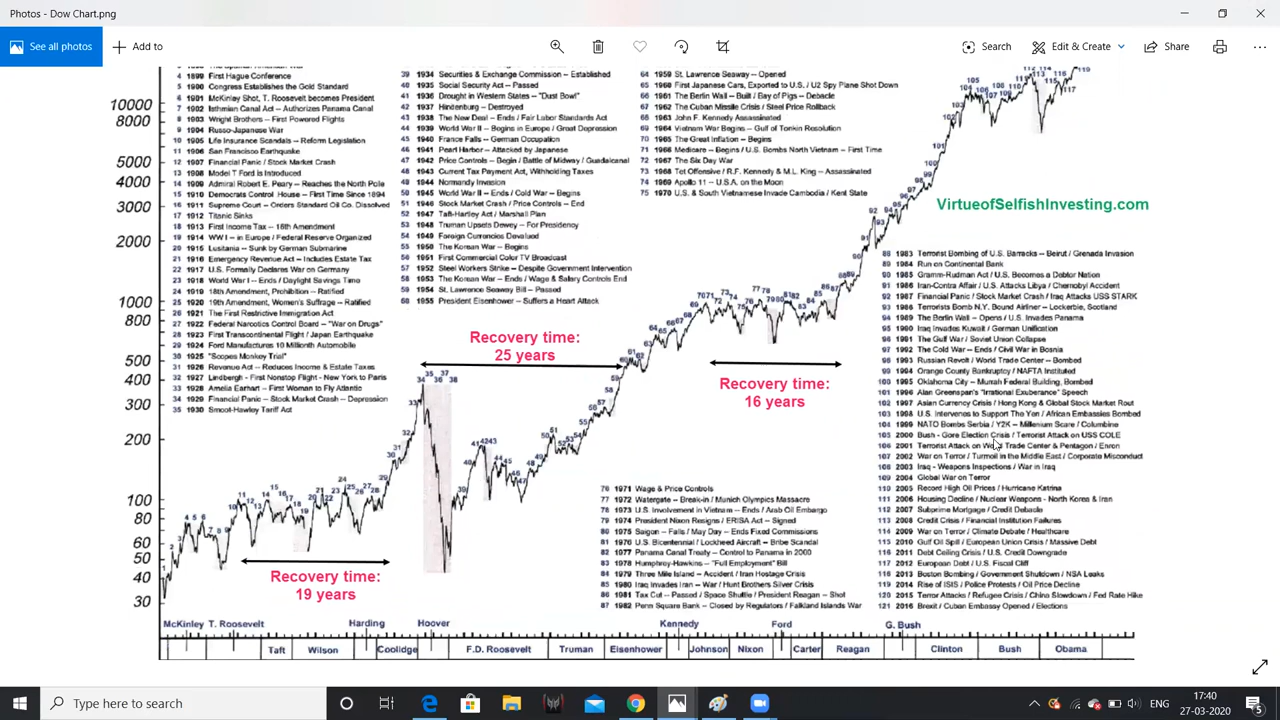 Photos - Dow Chart.png
See all photos
Add to
Search
Edit & Create
Share
4 1899 First Hague Conference
5 1900 Congress Establishes the Gold Standard
6 1901 McKinley Shot, T. Roosevelt becomes President
7 1902 Isthmian Canal Act – Authorizes Panama Canal
8 1903 Wright Brothers – First Powered Flights
9 1904 Russo-Japanese War
10 1905 Life Insurance Scandals – Reform Legislation
11 1906 San Francisco Earthquake
12 1907 Financial Panic / Stock Market Crash
13 1908 Model T Ford is Introduced
14 1909 Admiral Robert E. Peary – Reaches the North Pole
15 1910 Democrats Control House – First Time Since 1894
16 1911 Supreme Court – Orders Standard Oil Co. Dissolved
17 1912 Titanic Sinks
18 1913 First Income Tax – 16th Amendment
19 1914 WW I – in Europe / Federal Reserve Organized
20 1915 Lusitania – Sunk by German Submarine
21 1916 Emergency Revenue Act – Includes Estate Tax
22 1917 U.S. Formally Declares War on Germany
23 1918 World War I – Ends / Daylight Savings Time
24 1919 18th Amendment, Prohibition – Ratified
25 1920 19th Amendment, Women's Suffrage – Ratified
26 1921 The First Restrictive Immigration Act
27 1922 Federal Narcotics Control Board – "War on Drugs"
28 1923 First Transcontinental Flight / Japan Earthquake
29 1924 Ford Manufactures 10 Millionth Automobile
30 1925 "Scopes Monkey Trial"
31 1926 Revenue Act – Reduces Income & Estate Taxes
32 1927 Lindbergh - First Nonstop Flight - New York to Paris
33 1928 Amelia Earhart – First Woman to Fly Atlantic
34 1929 Financial Panic – Stock Market Crash – Depression
35 1930 Smoot-Hawley Tariff Act
39 1934 Securities & Exchange Commission – Established
40 1935 Social Security Act – Passed
41 1936 Drought in Western States – "Dust Bowl"
42 1937 Hindenburg – Destroyed
43 1938 The New Deal – Ends / Fair Labor Standards Act
44 1939 World War II – Begins in Europe / Great Depression
45 1940 France Falls – German Occupation
46 1941 Pearl Harbor – Attacked by Japanese
47 1942 Price Controls – Begin / Battle of Midway / Guadalcanal
48 1943 Current Tax Payment Act, Withholding Taxes
49 1944 Normandy Invasion
50 1945 World War II – Ends / Cold War – Begins
51 1946 Stock Market Crash / Price Controls – End
52 1947 Taft-Hartley Act / Marshall Plan
53 1948 Truman Upsets Dewey – For Presidency
54 1949 Foreign Currencies Devalued
55 1950 The Korean War – Begins
56 1951 First Commercial Color TV Broadcast
57 1952 Steel Workers Strike – Despite Government Intervention
58 1953 The Korean War – Ends / Wage & Salary Controls End
59 1954 St. Lawrence Seaway Bill – Passed
60 1955 President Eisenhower – Suffers a Heart Attack
64 1959 St. Lawrence Seaway – Opened
65 1960 First Japanese Cars, Exported to U.S. / U2 Spy Plane Shot Down
66 1961 The Berlin Wall – Built / Bay of Pigs – Debacle
67 1962 The Cuban Missile Crisis / Steel Price Rollback
68 1963 John F. Kennedy Assassinated
69 1964 Vietnam War Begins – Gulf of Tonkin Resolution
70 1965 The Great Inflation – Begins
71 1966 Medicare – Begins / U.S. Bombs North Vietnam – First Time
72 1967 The Six Day War
73 1968 Tet Offensive / R.F. Kennedy & M.L. King – Assassinated
74 1969 Apollo 11 – U.S.A. on the Moon
75 1970 U.S. & South Vietnamese Invade Cambodia / Kent State
VirtueofSelfishInvesting.com
88 1983 Terrorist Bombing of U.S. Barracks – Beirut / Grenada Invasion
89 1984 Run on Continental Bank
90 1985 Gramm-Rudman Act / U.S. Becomes a Debtor Nation
91 1986 Iran-Contra Affair / U.S. Attacks Libya / Chernobyl Accident
92 1987 Financial Panic / Stock Market Crash / Iraq Attacks USS STARK
93 1988 Terrorists Bomb N.Y. Bound Airliner – Lockerbie, Scotland
94 1989 The Berlin Wall – Opens / U.S. Invades Panama
95 1990 Iraq Invades Kuwait / German Unification
96 1991 The Gulf War / Soviet Union Collapse
97 1992 The Cold War – Ends / Civil War in Bosnia
98 1993 Russian Revolt / World Trade Center – Bombed
99 1994 Orange County Bankruptcy / NAFTA Instituted
100 1995 Oklahoma City – Murrah Federal Building, Bombed
101 1996 Alan Greenspan's "Irrational Exuberance" Speech
102 1997 Asian Currency Crisis / Hong Kong & Global Stock Market Rout
103 1998 U.S. Intervenes to Support The Yen / African Embassies Bombed
104 1999 NATO Bombs Serbia / Y2K – Millenium Scare / Columbine
105 2000 Bush - Gore Election Crisis / Terrorist Attack on USS COLE
106 2001 Terrorist Attack on World Trade Center & Pentagon / Enron
107 2002 War on Terror / Turmoil in the Middle East / Corporate Misconduct
108 2003 Iraq - Weapons Inspections / War in Iraq
109 2004 Global War on Terror
110 2005 Record High Oil Prices / Hurricane Katrina
111 2006 Housing Decline / Nuclear Weapons - North Korea & Iran
112 2007 Subprime Mortgage / Credit Debacle
113 2008 Credit Crisis / Financial Institution Failures
114 2009 War on Terror / Climate Debate / Healthcare
115 2010 Gulf Oil Spill / European Union Crisis / Massive Debt
116 2011 Debt Ceiling Crisis / U.S. Credit Downgrade
117 2012 European Debt / U.S. Fiscal Cliff
118 2013 Boston Bombing / Government Shutdown / NSA Leaks
119 2014 Rise of ISIS / Police Protests / Oil Price Decline
120 2015 Terror Attacks / Refugee Crisis / China Slowdown / Fed Rate Hike
121 2016 Brexit / Cuban Embassy Opened / Elections
76 1971 Wage & Price Controls
77 1972 Watergate – Break-in / Munich Olympics Massacre
78 1973 U.S. Involvement in Vietnam – Ends / Arab Oil Embargo
79 1974 President Nixon Resigns / ERISA Act – Signed
80 1975 Saigon – Falls / May Day – Ends Fixed Commissions
81 1976 U.S. Bicentennial / Lockheed Aircraft – Bribe Scandal
82 1977 Panama Canal Treaty – Control to Panama in 2000
83 1978 Humphrey-Hawkins – "Full Employment" Bill
84 1979 Three Mile Island – Accident / Iran Hostage Crisis
85 1980 Iraq Invades Iran – War / Hunt Brothers Silver Crisis
86 1981 Tax Cut – Passed / Space Shuttle / President Reagan – Shot
87 1982 Penn Square Bank – Closed by Regulators / Falkland Islands War
10000
8000
5000
4000
3000
2000
1000
800
500
400
300
200
100
80
60
50
40
30
Recovery time:
25 years
Recovery time:
16 years
Recovery time:
19 years
McKinley T. Roosevelt Harding Hoover Kennedy Ford G. Bush
Taft Wilson Coolidge F.D. Roosevelt Truman Eisenhower Johnson Nixon Carter Reagan Clinton Bush Obama
Type here to search
17:40
27-03-2020
5